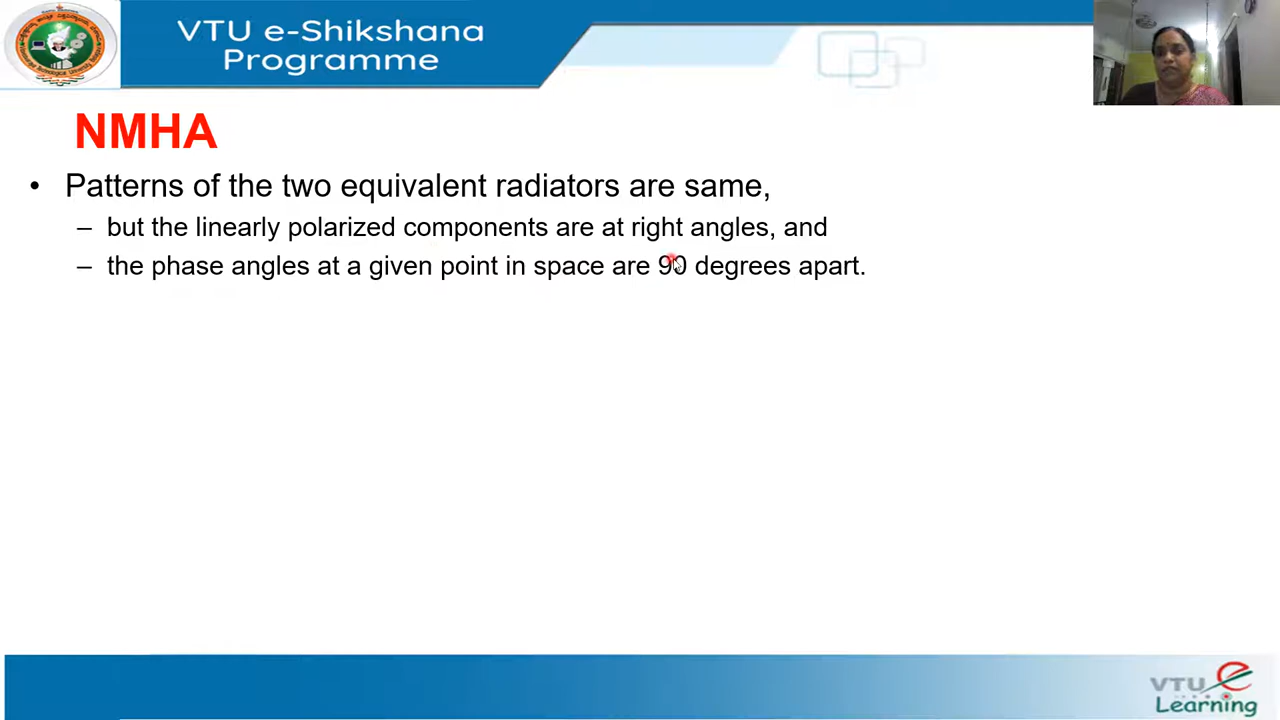 VTU e-Shikshana
Programme
NMHA
• Patterns of the two equivalent radiators are same,
– but the linearly polarized components are at right angles, and
– the phase angles at a given point in space are 90 degrees apart.
VTU e
Learning